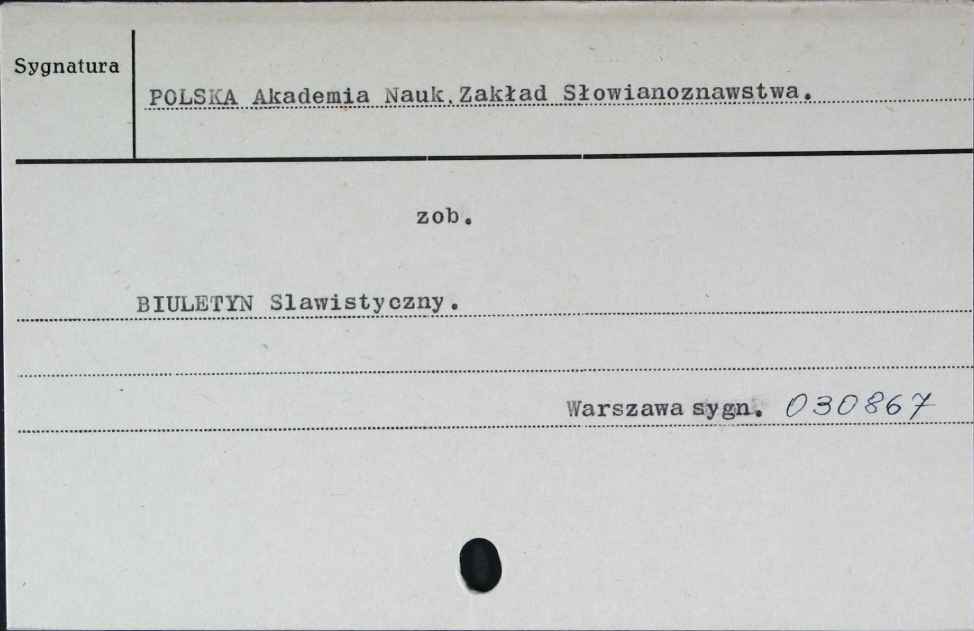 Sygnatura
POLSKA Akademia Nauk.Zakład Słowianoznawstwa.
zob.
BIULETYN Slawistyczny.
Warszawa sygn. 030867